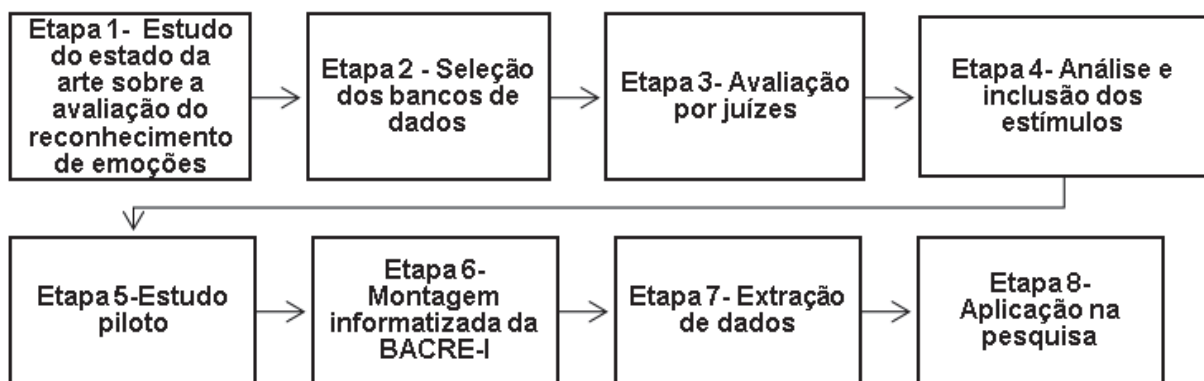 Etapa 1- Estudo
do estado da
arte sobre a
avaliação do
reconhecimento
de emoções
Etapa 2 - Seleção
dos bancos de
dados
Etapa 3- Avaliação
por juízes
Etapa 4- Análise e
inclusão dos
estímulos
Etapa 5-Estudo
piloto
Etapa 6-
Montagem
informatizada da
BACRE-I
Etapa 7- Extração
de dados
Etapa 8-
Aplicação na
pesquisa